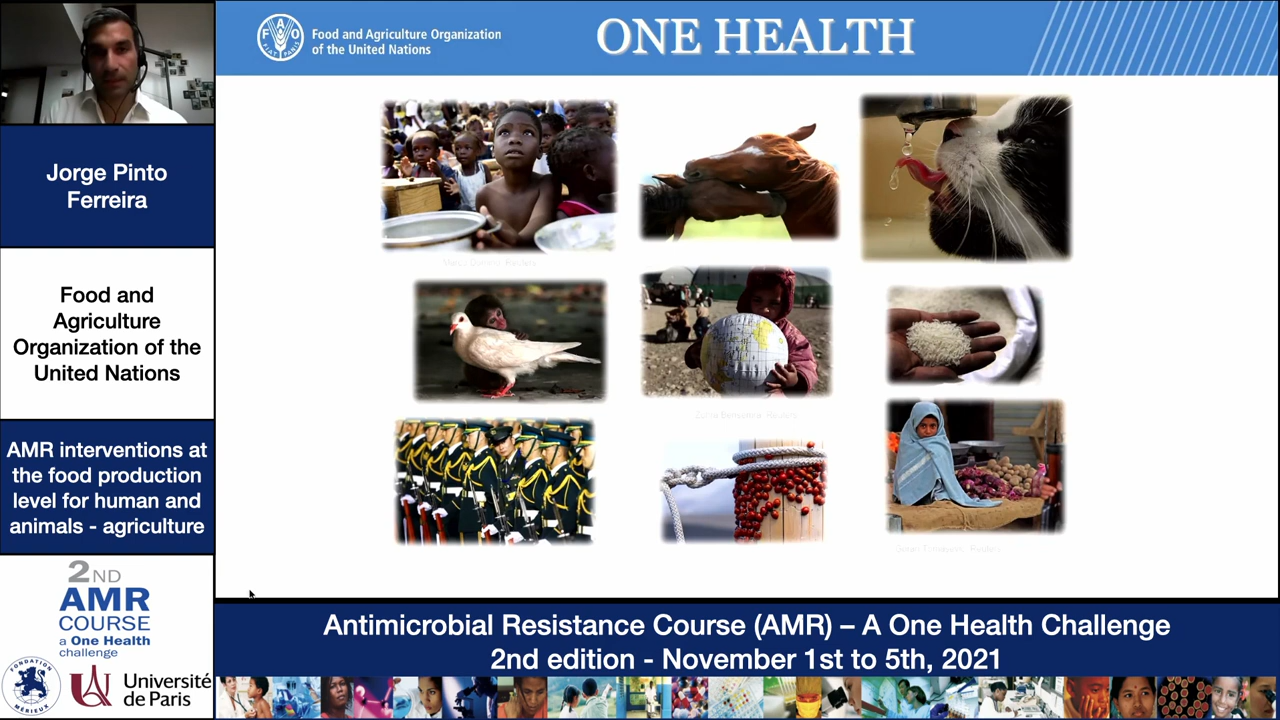 Food and Agriculture Organization
of the United Nations
ONE HEALTH
Jorge Pinto
Ferreira
Food and
Agriculture
Organization of the
United Nations
AMR interventions at
the food production
level for human and
animals - agriculture
2ND
AMR
COURSE
a One Health
challenge
FONDATION
MÉRIEUX
Université
de Paris
Antimicrobial Resistance Course (AMR) – A One Health Challenge
2nd edition - November 1st to 5th, 2021